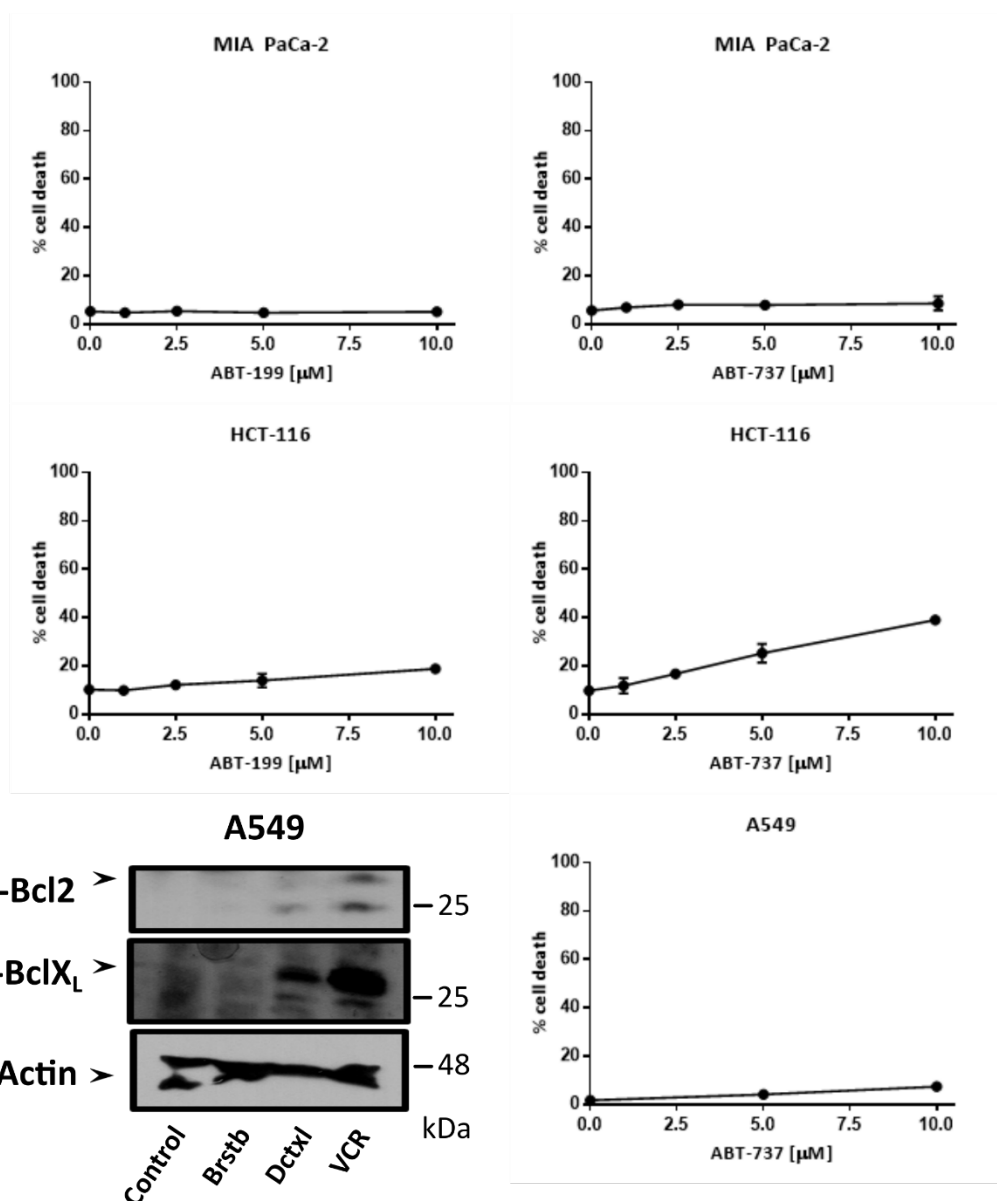 MIA PaCa-2
100
80
60
40
20
0
% cell death
0.0 2.5 5.0 7.5 10.0
ABT-199 [μM]
MIA PaCa-2
100
80
60
40
20
0
% cell death
0.0 2.5 5.0 7.5 10.0
ABT-737 [μM]
HCT-116
100
80
60
40
20
0
% cell death
0.0 2.5 5.0 7.5 10.0
ABT-199 [μM]
HCT-116
100
80
60
40
20
0
% cell death
0.0 2.5 5.0 7.5 10.0
ABT-737 [μM]
A549
-Bcl2
25
-BclXL
25
Actin
48
kDa
Control
Brstb
Dctxl
VCR
A549
100
80
60
40
20
0
% cell death
0.0 2.5 5.0 7.5 10.0
ABT-737 [μM]